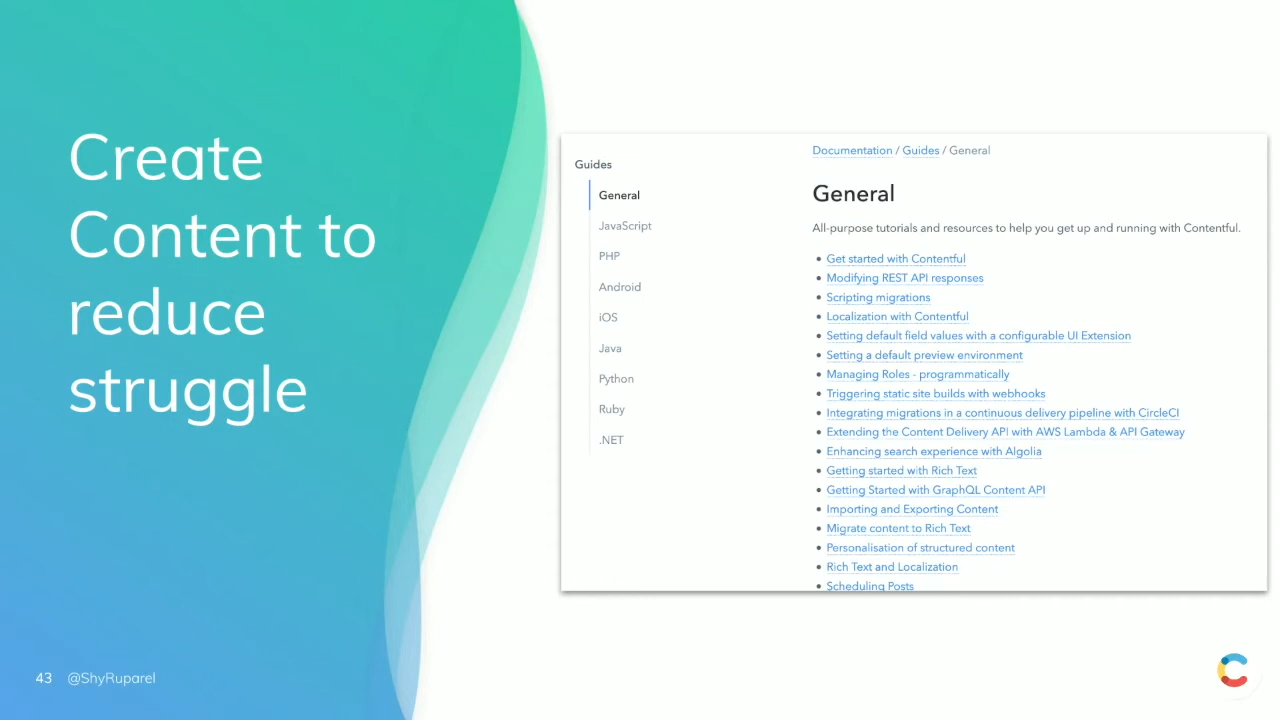 Create
Content to
reduce
struggle
43 @ShyRuparel
Guides
General
JavaScript
PHP
Android
iOS
Java
Python
Ruby
.NET
Documentation / Guides / General
General
All-purpose tutorials and resources to help you get up and running with Contentful.
• Get started with Contentful
• Modifying REST API responses
• Scripting migrations
• Localization with Contentful
• Setting default field values with a configurable UI Extension
• Setting a default preview environment
• Managing Roles - programmatically
• Triggering static site builds with webhooks
• Integrating migrations in a continuous delivery pipeline with CircleCI
• Extending the Content Delivery API with AWS Lambda & API Gateway
• Enhancing search experience with Algolia
• Getting started with Rich Text
• Getting Started with GraphQL Content API
• Importing and Exporting Content
• Migrate content to Rich Text
• Personalisation of structured content
• Rich Text and Localization
• Scheduling Posts